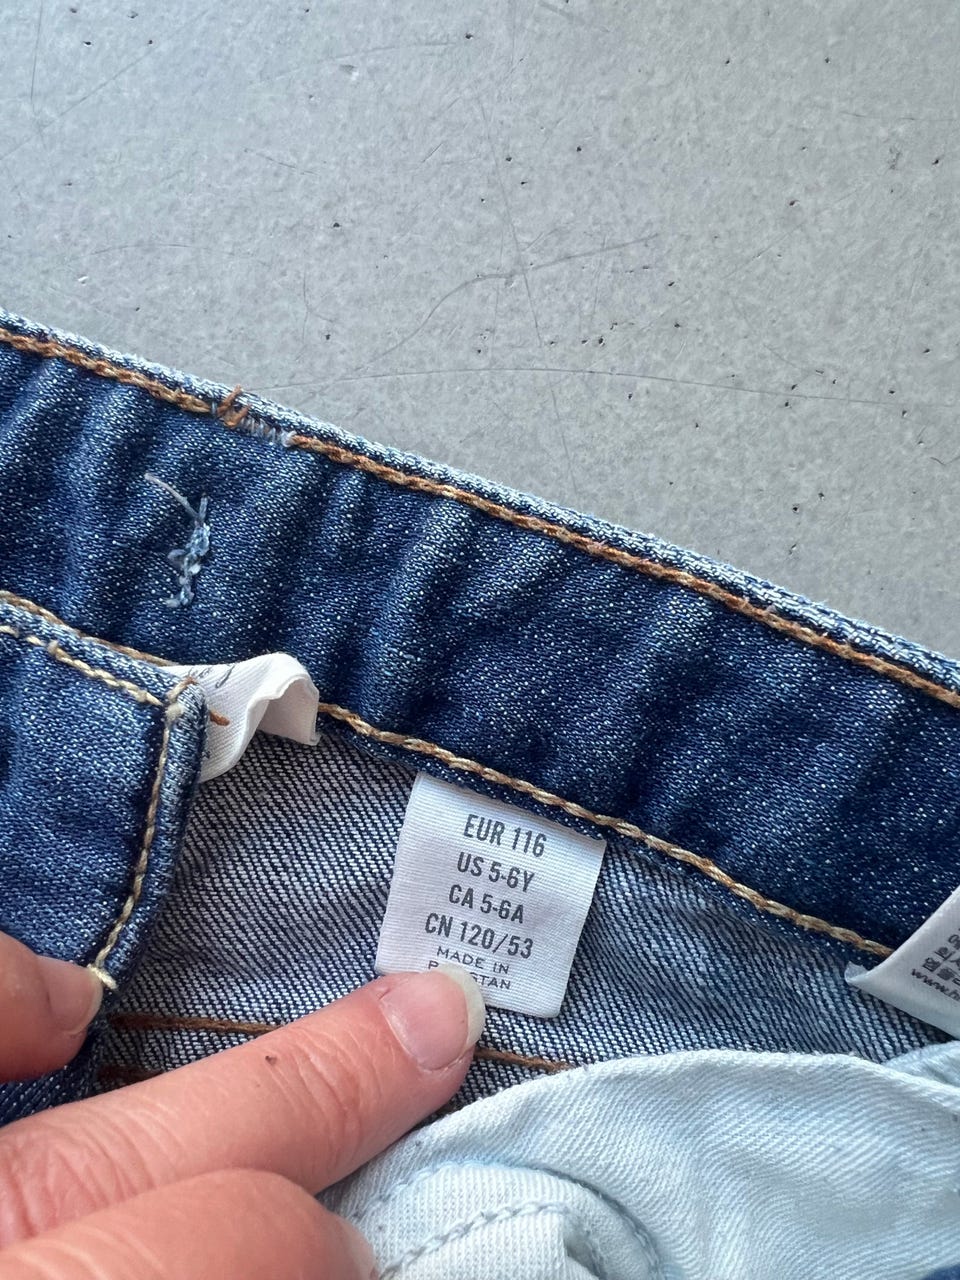 EUR 116
US 5-6Y
CA 5-6A
CN 120/53
MADE IN